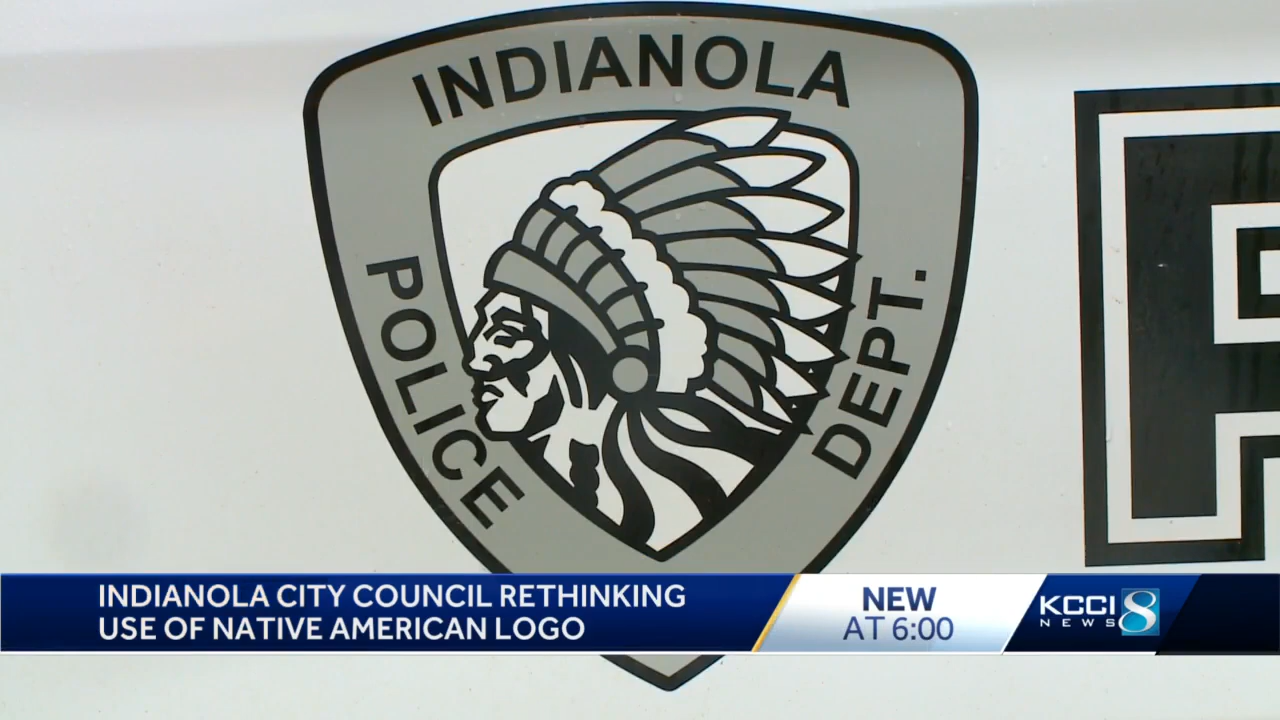 INDIANOLA
POLICE
DEPT.
P
INDIANOLA CITY COUNCIL RETHINKING
USE OF NATIVE AMERICAN LOGO
NEW
AT 6:00
KCCI 8
NEWS